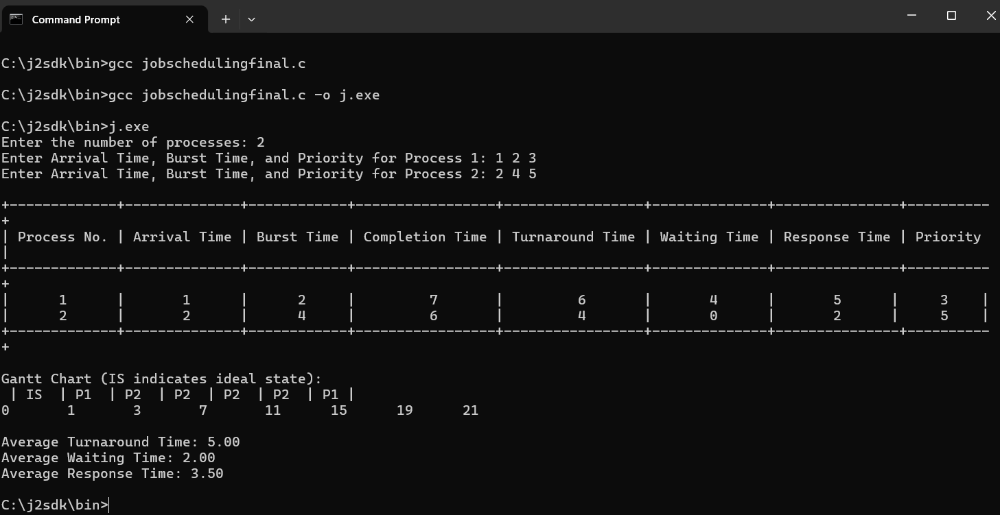 Command Prompt
C:\j2sdk\bin>gcc jobschedulingfinal.c
C:\j2sdk\bin>gcc jobschedulingfinal.c -o j.exe
C:\j2sdk\bin>j.exe
Enter the number of processes: 2
Enter Arrival Time, Burst Time, and Priority for Process 1: 1 2 3
Enter Arrival Time, Burst Time, and Priority for Process 2: 2 4 5
+-------------+--------------+------------+-----------------+-----------------+--------------+---------------+----------
+
| Process No. | Arrival Time | Burst Time | Completion Time | Turnaround Time | Waiting Time | Response Time | Priority
|
+-------------+--------------+------------+-----------------+-----------------+--------------+---------------+----------
+
|      1      |       1      |      2     |        7        |         6       |       4      |       5      |     3    |
|      2      |       2      |      4     |        6        |         4       |       0      |       2      |     5    |
+-------------+--------------+------------+-----------------+-----------------+--------------+---------------+----------
+
Gantt Chart (IS indicates ideal state):
 | IS  | P1  | P2  | P2  | P2  | P2  | P1 |
0       1       3       7       11      15      19      21
Average Turnaround Time: 5.00
Average Waiting Time: 2.00
Average Response Time: 3.50
C:\j2sdk\bin>